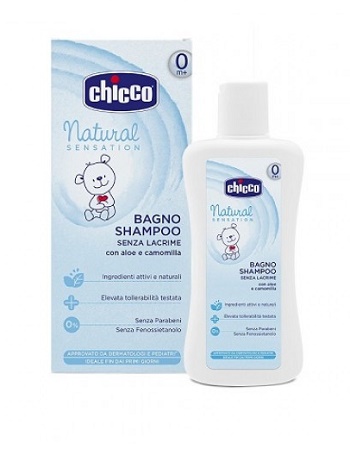 0
m+
chicco
Natural
SENSATION
BAGNO
SHAMPOO
SENZA LACRIME
con aloe e camomilla
Ingredienti attivi e naturali
Elevata tollerabilità testata
0%
Senza Parabeni
Senza Fenossietanolo
APPROVATO DA DERMATOLOGI E PEDIATRI
IDEALE FIN DAI PRIMI GIORNI
0
m+
chicco
Natural
SENSATION
BAGNO
SHAMPOO
SENZA LACRIME
con aloe
e camomilla
Ingredienti attivi e naturali
Elevata tollerabilità testata
0%
Senza Parabeni
Senza Fenossietanolo